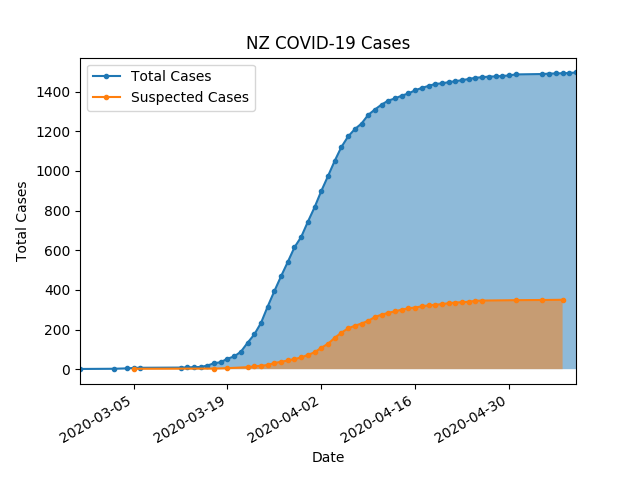 NZ COVID-19 Cases
Total Cases
Suspected Cases
Total Cases
1400
1200
1000
800
600
400
200
0
2020-03-05
2020-03-19
2020-04-02
2020-04-16
2020-04-30
Date